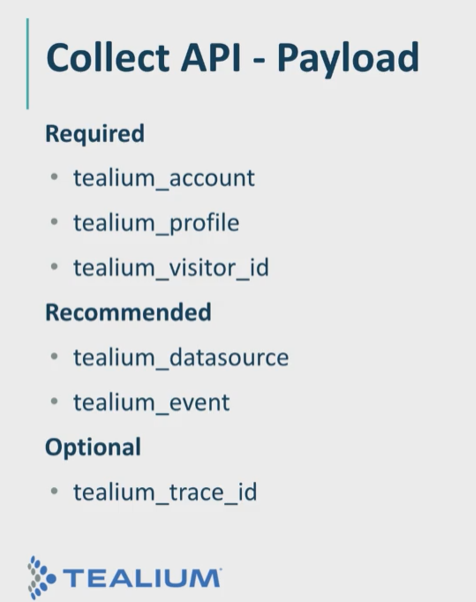 Collect API - Payload
Required
• tealium_account
• tealium_profile
• tealium_visitor_id
Recommended
• tealium_datasource
• tealium_event
Optional
• tealium_trace_id
TEALIUM